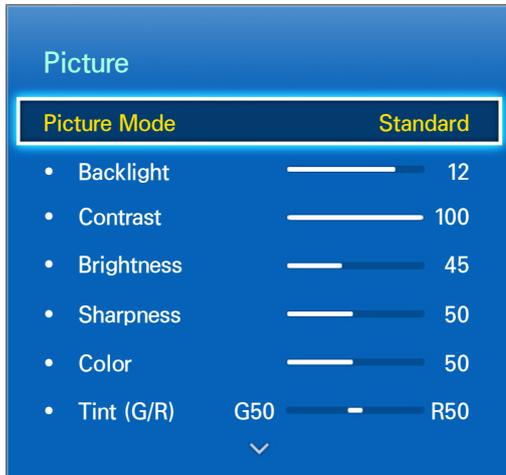 Picture
Picture Mode Standard
• Backlight 12
• Contrast 100
• Brightness 45
• Sharpness 50
• Color 50
• Tint (G/R) G50 R50